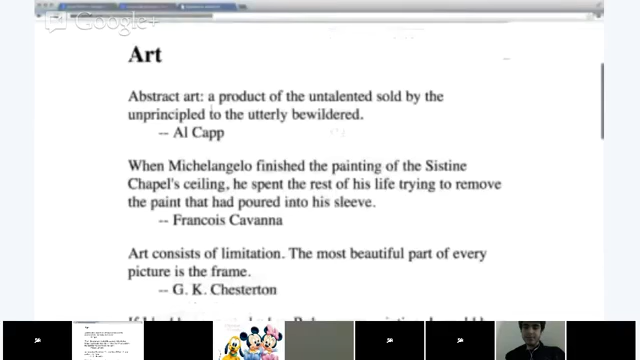 Google+
Art
Abstract art: a product of the untalented sold by the
unprincipled to the utterly bewildered.
-- Al Capp
When Michelangelo finished the painting of the Sistine
Chapel's ceiling, he spent the rest of his life trying to remove
the paint that had poured into his sleeve.
-- Francois Cavanna
Art consists of limitation. The most beautiful part of every
picture is the frame.
-- G. K. Chesterton